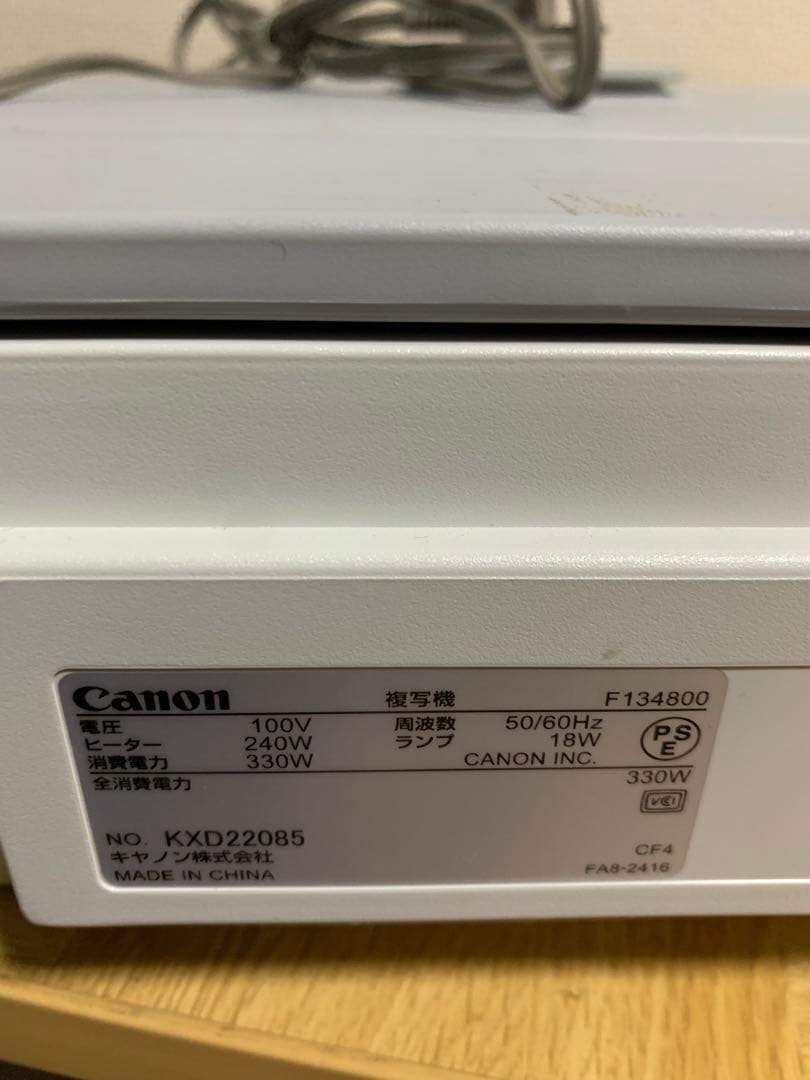 Canon 複写機 F134800
電圧 100V 周波数 50/60Hz
ヒーター 240W ランプ 18W
消費電力 330W CANON INC.
PSE
全消費電力 330W
VCCI
NO. KXD22085
キヤノン株式会社 CF4
MADE IN CHINA FA8-2416